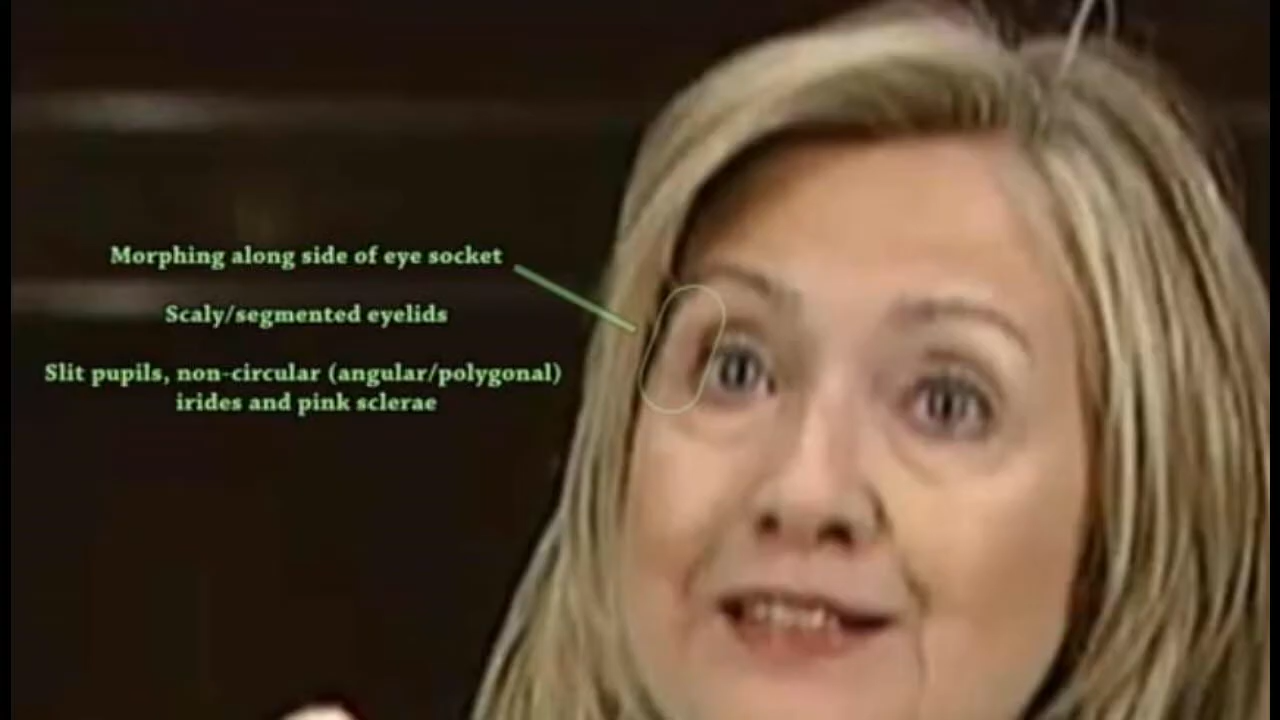 Morphing along side of eye socket
Scaly/segmented eyelids
Slit pupils, non-circular (angular/polygonal)
irides and pink sclerae